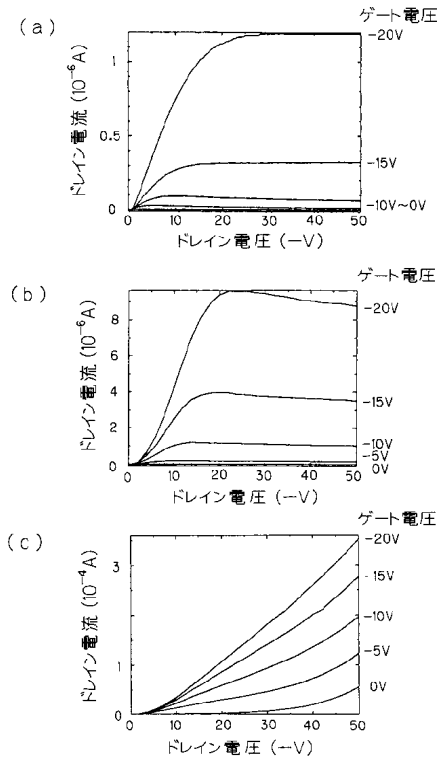 (a)
ゲート電圧
-20V
-15V
-10V~0V
ドレイン電流 (10⁻⁶A)
1
0.5
0
0 10 20 30 40 50
ドレイン電圧 (-V)
(b)
ゲート電圧
-20V
-15V
-10V
-5V
0V
ドレイン電流 (10⁻⁶A)
8
6
4
2
0
0 10 20 30 40 50
ドレイン電圧 (-V)
(c)
ゲート電圧
-20V
-15V
-10V
-5V
0V
ドレイン電流 (10⁻⁴A)
3
1
0
0 10 20 30 40 50
ドレイン電圧 (-V)